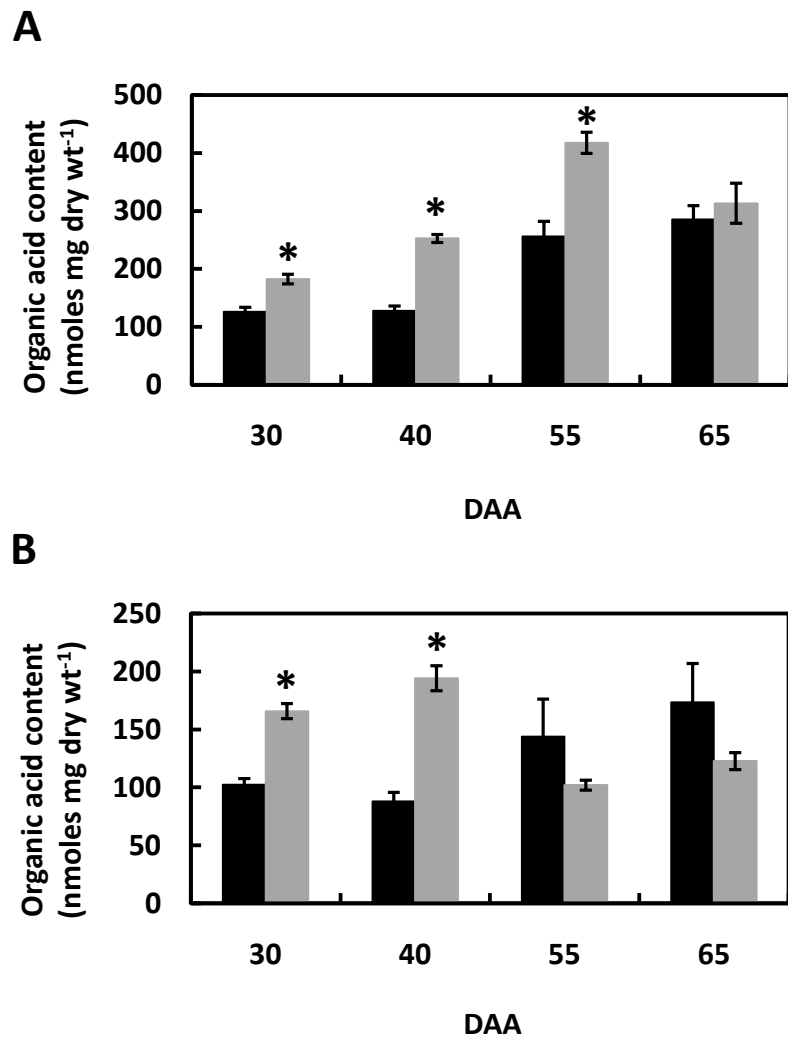 A
Organic acid content
(nmoles mg dry wt-1)
500
400
300
200
100
0
*
*
*
30 40 55 65
DAA
B
Organic acid content
(nmoles mg dry wt-1)
250
200
150
100
50
0
*
*
30 40 55 65
DAA